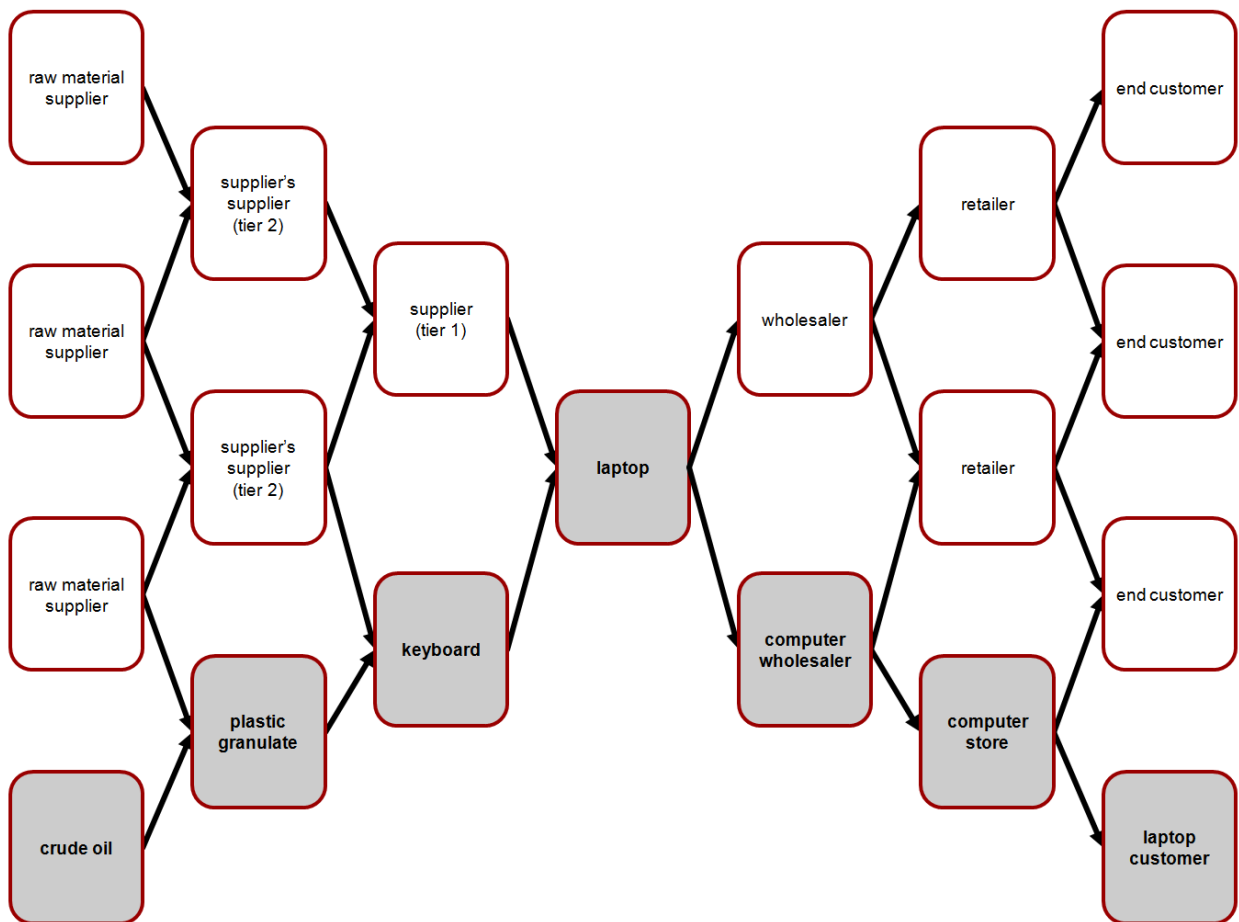 raw material
supplier
raw material
supplier
raw material
supplier
crude oil
supplier’s
supplier
(tier 2)
supplier’s
supplier
(tier 2)
plastic
granulate
supplier
(tier 1)
keyboard
laptop
wholesaler
computer
wholesaler
retailer
retailer
computer
store
end customer
end customer
end customer
laptop
customer